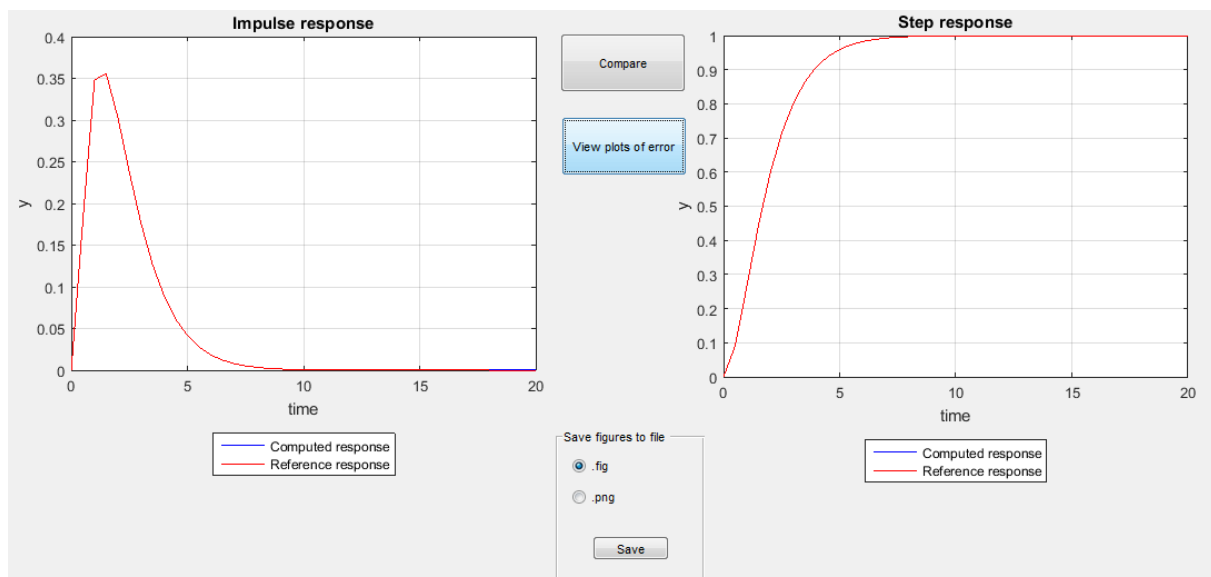 Impulse response
0.4
0.35
0.3
0.25
0.2
0.15
0.1
0.05
0
y
0 5 10 15 20
time
Computed response
Reference response
Compare
View plots of error
Save figures to file
.fig
.png
Save
Step response
1
0.9
0.8
0.7
0.6
0.5
0.4
0.3
0.2
0.1
0
y
0 5 10 15 20
time
Computed response
Reference response